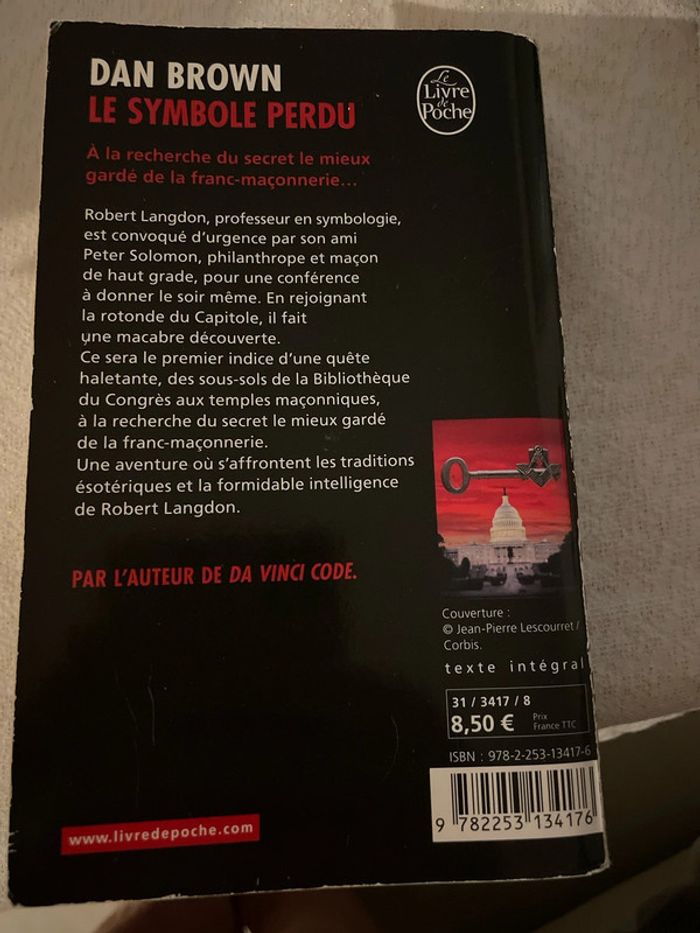 DAN BROWN
LE SYMBOLE PERDU
Le
Livre
de
Poche
À la recherche du secret le mieux
gardé de la franc-maçonnerie...
Robert Langdon, professeur en symbologie,
est convoqué d'urgence par son ami
Peter Solomon, philanthrope et maçon
de haut grade, pour une conférence
à donner le soir même. En rejoignant
la rotonde du Capitole, il fait
une macabre découverte.
Ce sera le premier indice d'une quête
haletante, des sous-sols de la Bibliothèque
du Congrès aux temples maçonniques,
à la recherche du secret le mieux gardé
de la franc-maçonnerie.
Une aventure où s'affrontent les traditions
ésotériques et la formidable intelligence
de Robert Langdon.
PAR L'AUTEUR DE DA VINCI CODE.
Couverture :
© Jean-Pierre Lescourret /
Corbis.
texte intégral
31 / 3417 / 8
8,50 € Prix
France TTC
ISBN : 978-2-253-13417-6
9 782253 134176
www.livredepoche.com